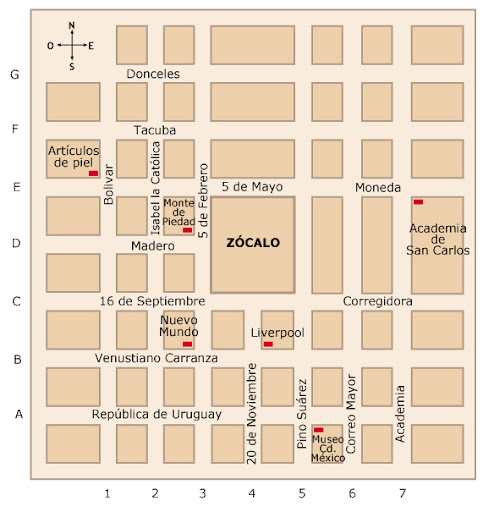 N
O E
S
G
Donceles
F
Tacuba
Artículos
de piel
Bolivar
Isabel la Católica
5 de Febrero
E
5 de Mayo
Moneda
Monte
de
Piedad
ZÓCALO
Academia
de
San Carlos
D
Madero
C
16 de Septiembre
Corregidora
Nuevo
Mundo
Liverpool
B
Venustiano Carranza
20 de Noviembre
Pino Suárez
Correo Mayor
Academia
A
República de Uruguay
Museo
Cd.
México
1 2 3 4 5 6 7